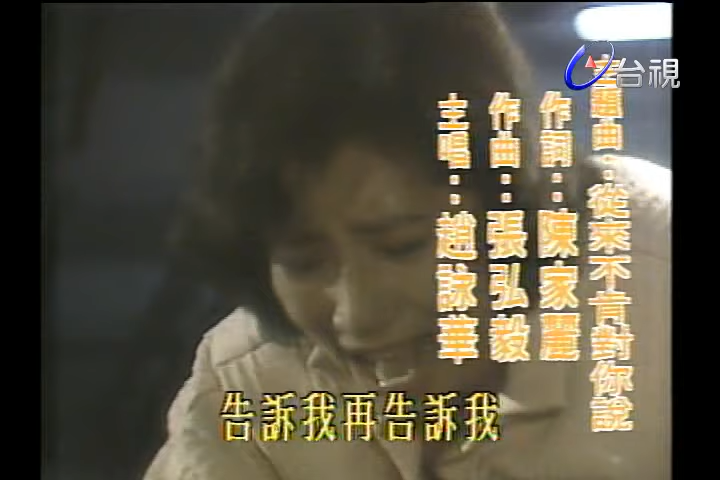 台視
主題曲：從來不肯對你說
作詞：陳家麗
作曲：張弘毅
主唱：趙詠華
告訴我再告訴我